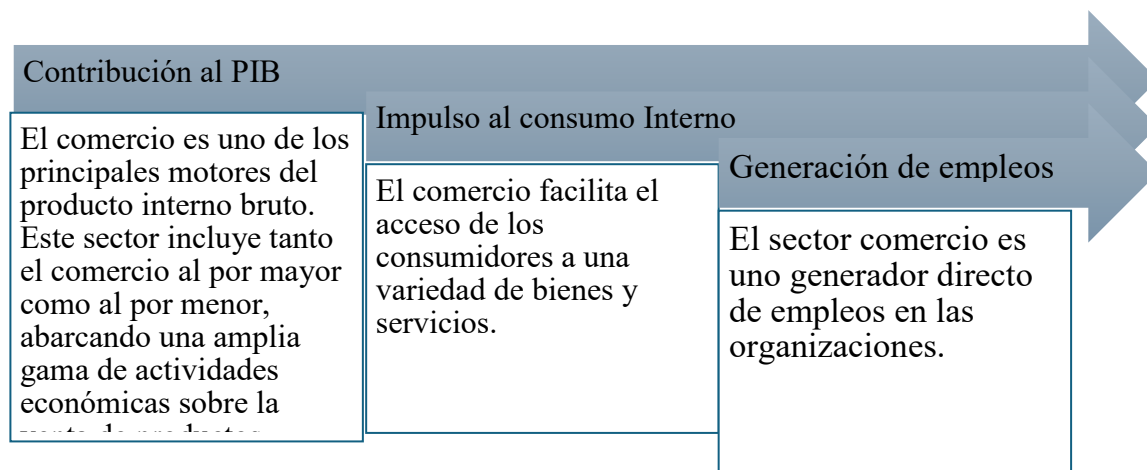 Contribución al PIB
El comercio es uno de los
principales motores del
producto interno bruto.
Este sector incluye tanto
el comercio al por mayor
como al por menor,
abarcando una amplia
gama de actividades
económicas sobre la
Impulso al consumo Interno
El comercio facilita el
acceso de los
consumidores a una
variedad de bienes y
servicios.
Generación de empleos
El sector comercio es
uno generador directo
de empleos en las
organizaciones.